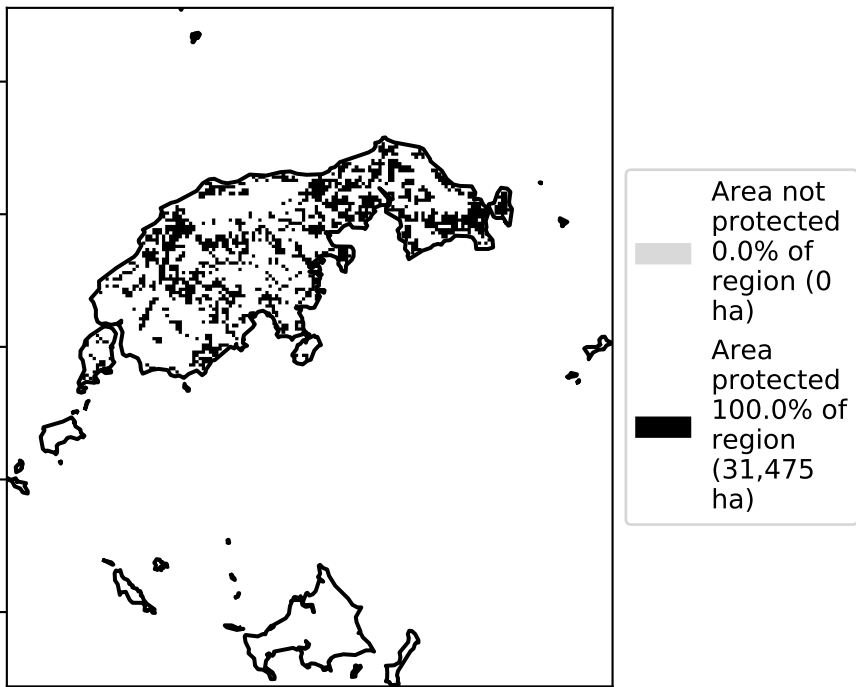 Area not
protected
0.0% of
region (0
ha)
Area
protected
100.0% of
region
(31,475
ha)